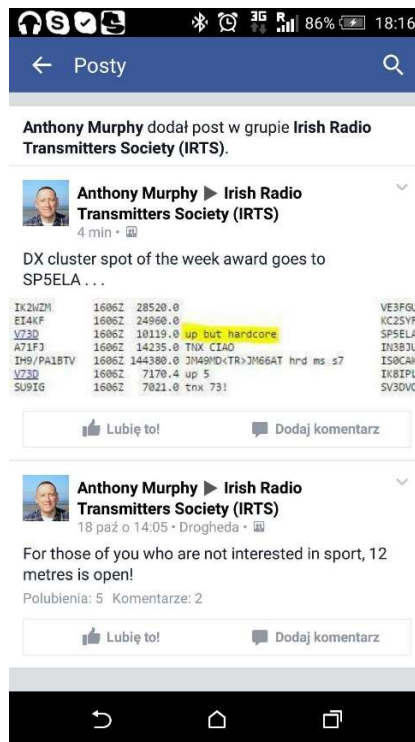 3G R 86% 18:16
Posty
Anthony Murphy dodał post w grupie Irish Radio
Transmitters Society (IRTS).
Anthony Murphy ▶ Irish Radio
Transmitters Society (IRTS)
4 min •
DX cluster spot of the week award goes to
SP5ELA . . .
IK2WZM 1606Z 28520.0 VE3FGU
EI4KF 1606Z 24960.0 KC2SYF
V73D 1606Z 10119.0 up but hardcore SP5ELA
A71FJ 1606Z 14235.0 TNX CIAO IN3BJU
IH9/PA1BTV 1606Z 144380.0 JM49MD<TR>JM66AT hrd ms s7 IS0CAK
V73D 1606Z 7170.4 up 5 IK8IPL
SU9IG 1606Z 7021.0 tnx 73! SV3DVO
Lubię to! Dodaj komentarz
Anthony Murphy ▶ Irish Radio
Transmitters Society (IRTS)
18 paź o 14:05 • Drogheda •
For those of you who are not interested in sport, 12
metres is open!
Polubienia: 5 Komentarze: 2
Lubię to! Dodaj komentarz